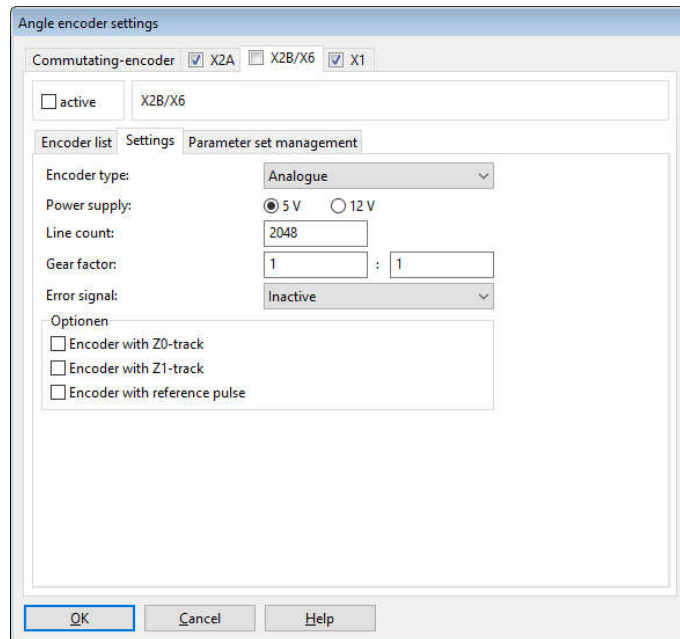 Angle encoder settings
Commutating-encoder X2A X2B/X6 X1
active X2B/X6
Encoder list Settings Parameter set management
Encoder type: Analogue
Power supply: 5 V 12 V
Line count: 2048
Gear factor: 1 : 1
Error signal: Inactive
Optionen
Encoder with Z0-track
Encoder with Z1-track
Encoder with reference pulse
OK Cancel Help